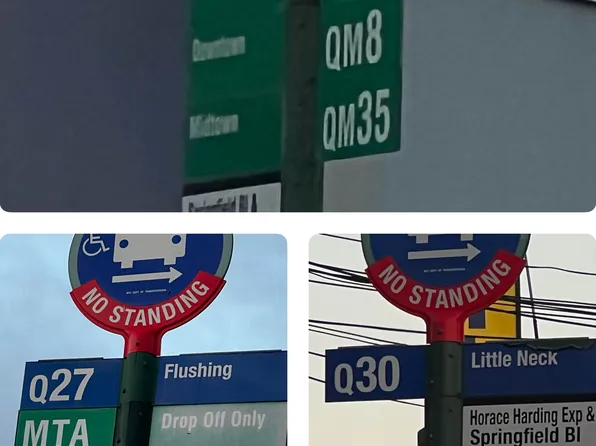 Downtown
QM8
Midtown
QM35
NO STANDING
Q27
Flushing
MTA
Drop Off Only
NO STANDING
Q30
Little Neck
Horace Harding Exp &
Springfield Bl